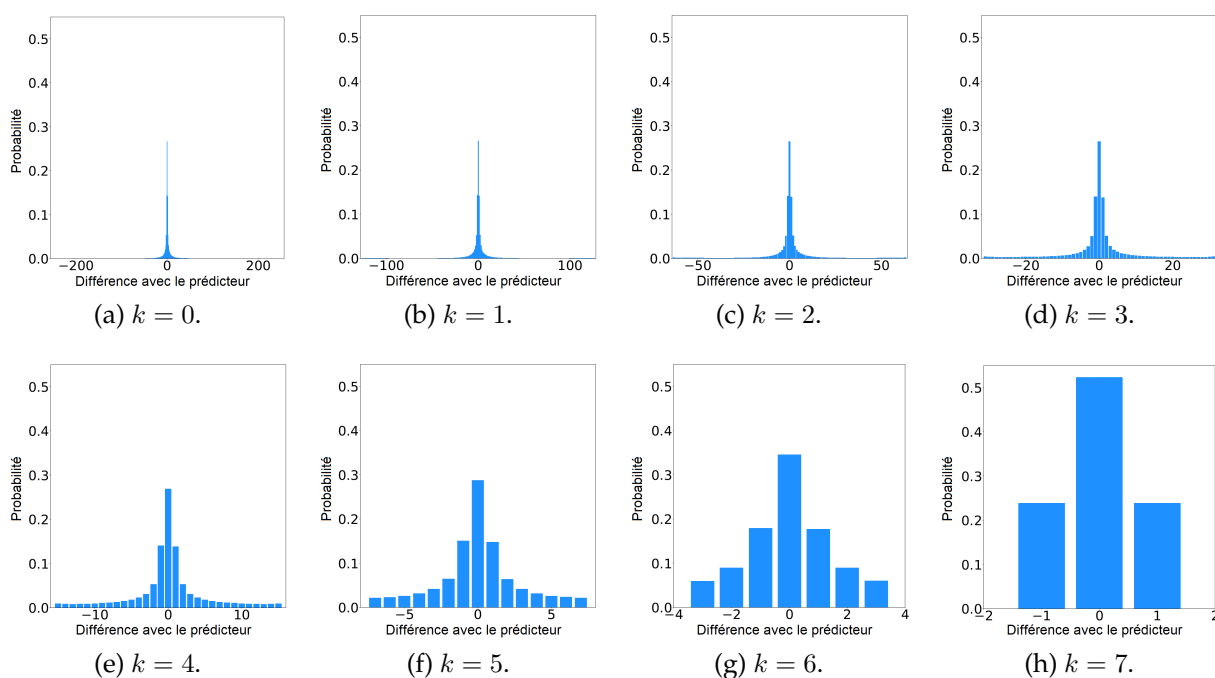 0.5 0.5 0.5 0.5
0.4 0.4 0.4 0.4
0.3 0.3 0.3 0.3
0.2 0.2 0.2 0.2
0.1 0.1 0.1 0.1
0.0 0.0 0.0 0.0
Probabilité Probabilité Probabilité Probabilité
−200 0 200 −100 0 100 −50 0 50 −20 0 20
Différence avec le prédicteur Différence avec le prédicteur Différence avec le prédicteur Différence avec le prédicteur
(a) k = 0. (b) k = 1. (c) k = 2. (d) k = 3.
0.5 0.5 0.5 0.5
0.4 0.4 0.4 0.4
0.3 0.3 0.3 0.3
0.2 0.2 0.2 0.2
0.1 0.1 0.1 0.1
0.0 0.0 0.0 0.0
Probabilité Probabilité Probabilité Probabilité
−10 0 10 −5 0 5 −4 −2 0 2 4 −2 −1 0 1 2
Différence avec le prédicteur Différence avec le prédicteur Différence avec le prédicteur Différence avec le prédicteur
(e) k = 4. (f) k = 5. (g) k = 6. (h) k = 7.